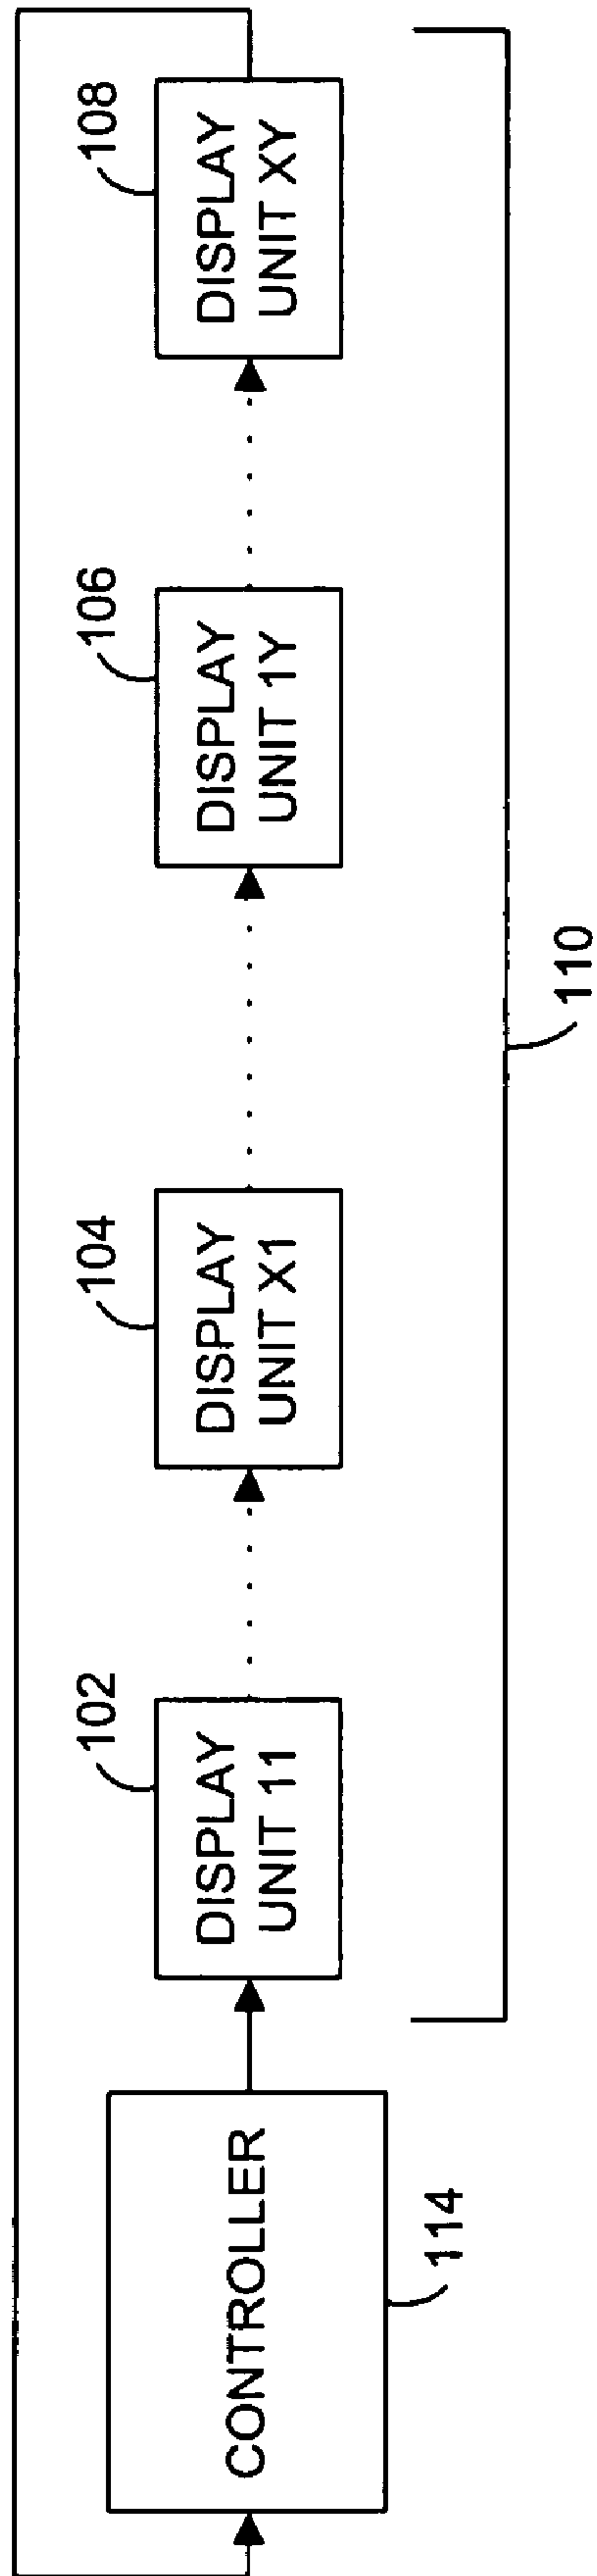 108
DISPLAY
UNIT XY
106
DISPLAY
UNIT 1Y
104
DISPLAY
UNIT X1
102
DISPLAY
UNIT 11
CONTROLLER
114
110